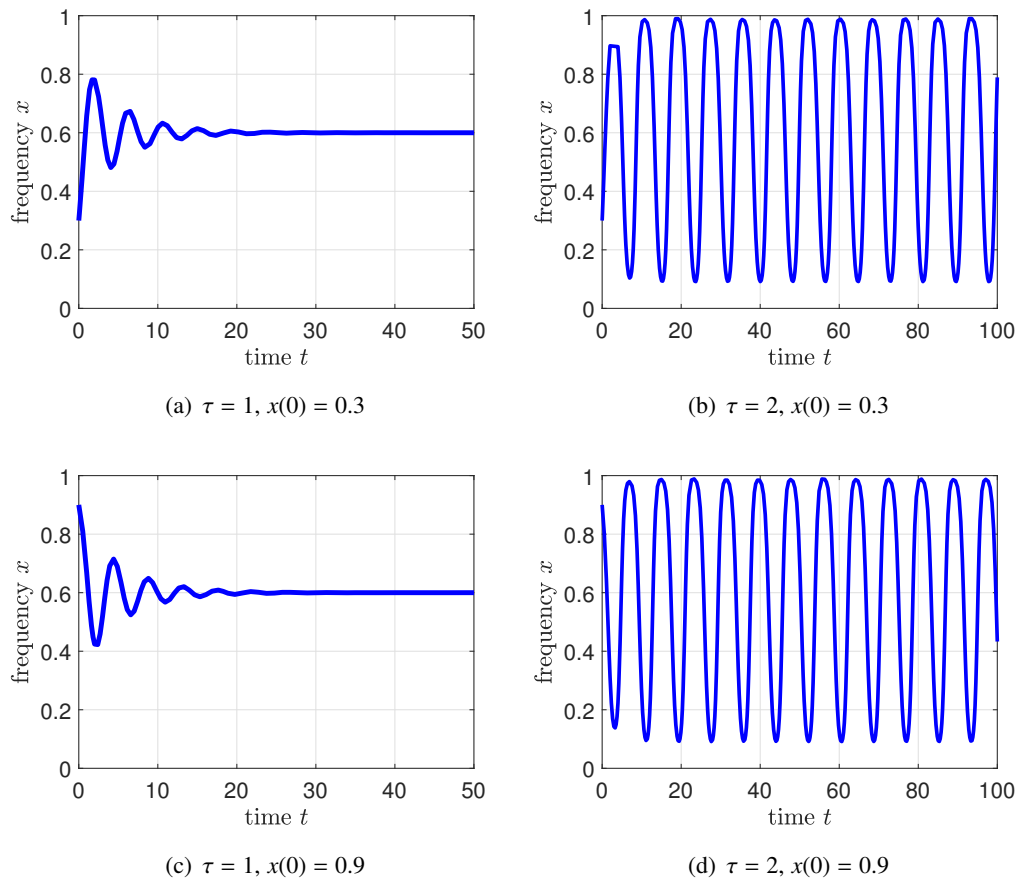 1
0.8
0.6
0.4
0.2
0
frequency x
0 10 20 30 40 50
time t
(a) τ = 1, x(0) = 0.3
1
0.8
0.6
0.4
0.2
0
frequency x
0 20 40 60 80 100
time t
(b) τ = 2, x(0) = 0.3
1
0.8
0.6
0.4
0.2
0
frequency x
0 10 20 30 40 50
time t
(c) τ = 1, x(0) = 0.9
1
0.8
0.6
0.4
0.2
0
frequency x
0 20 40 60 80 100
time t
(d) τ = 2, x(0) = 0.9